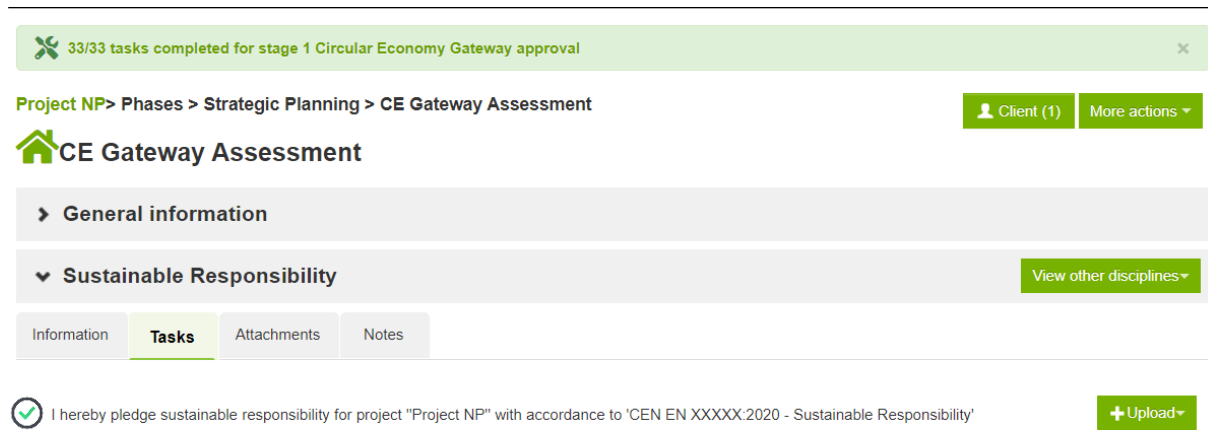 33/33 tasks completed for stage 1 Circular Economy Gateway approval ×
Project NP> Phases > Strategic Planning > CE Gateway Assessment
Client (1) More actions
CE Gateway Assessment
General information
Sustainable Responsibility View other disciplines
Information Tasks Attachments Notes
I hereby pledge sustainable responsibility for project "Project NP" with accordance to 'CEN EN XXXXX:2020 - Sustainable Responsibility' +Upload